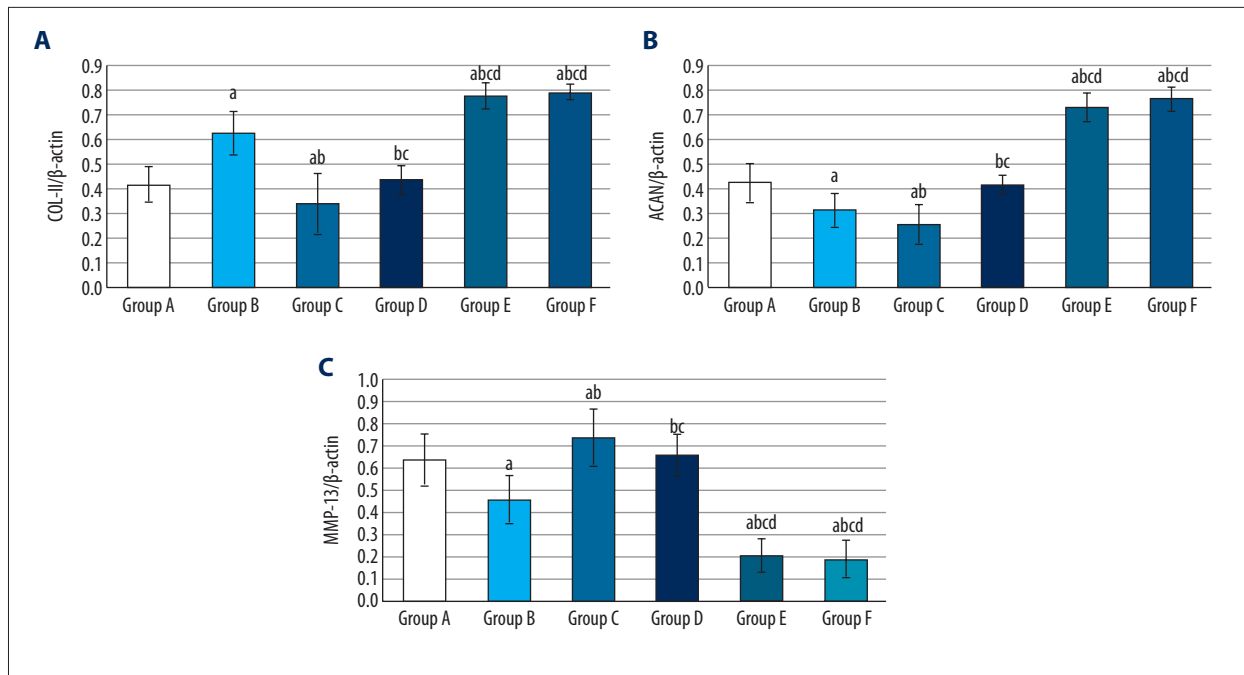 A
COL-II/β-actin
0.9
0.8
0.7
0.6
0.5
0.4
0.3
0.2
0.1
0.0
a
ab
bc
abcd
abcd
Group A Group B Group C Group D Group E Group F
B
ACAN/β-actin
0.9
0.8
0.7
0.6
0.5
0.4
0.3
0.2
0.1
0.0
a
ab
bc
abcd
abcd
Group A Group B Group C Group D Group E Group F
C
MMP-13/β-actin
1.0
0.9
0.8
0.7
0.6
0.5
0.4
0.3
0.2
0.1
0.0
a
ab
bc
abcd
abcd
Group A Group B Group C Group D Group E Group F